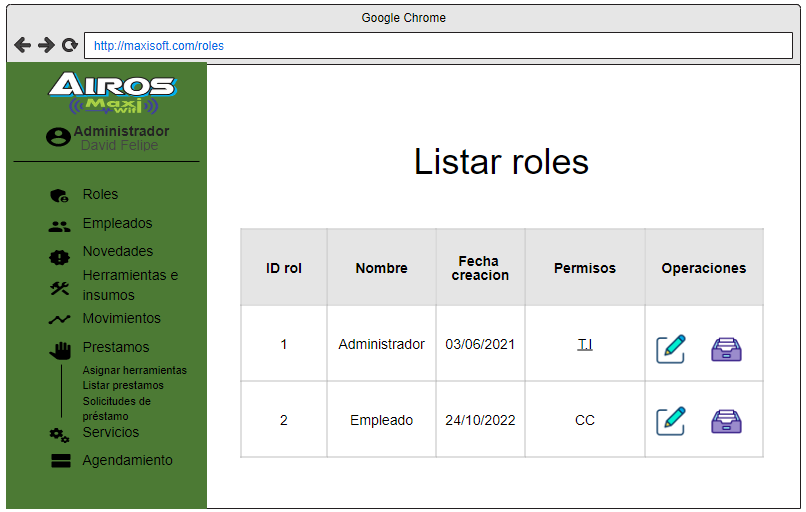 Google Chrome
http://maxisoft.com/roles
AIROS
Maxi
Wifi
Administrador
David Felipe
Roles
Empleados
Novedades
Herramientas e
insumos
Movimientos
Prestamos
Asignar herramientas
Listar prestamos
Solicitudes de
préstamo
Servicios
Agendamiento
Listar roles
ID rol Nombre Fecha creacion Permisos Operaciones
1 Administrador 03/06/2021 T.I
2 Empleado 24/10/2022 CC